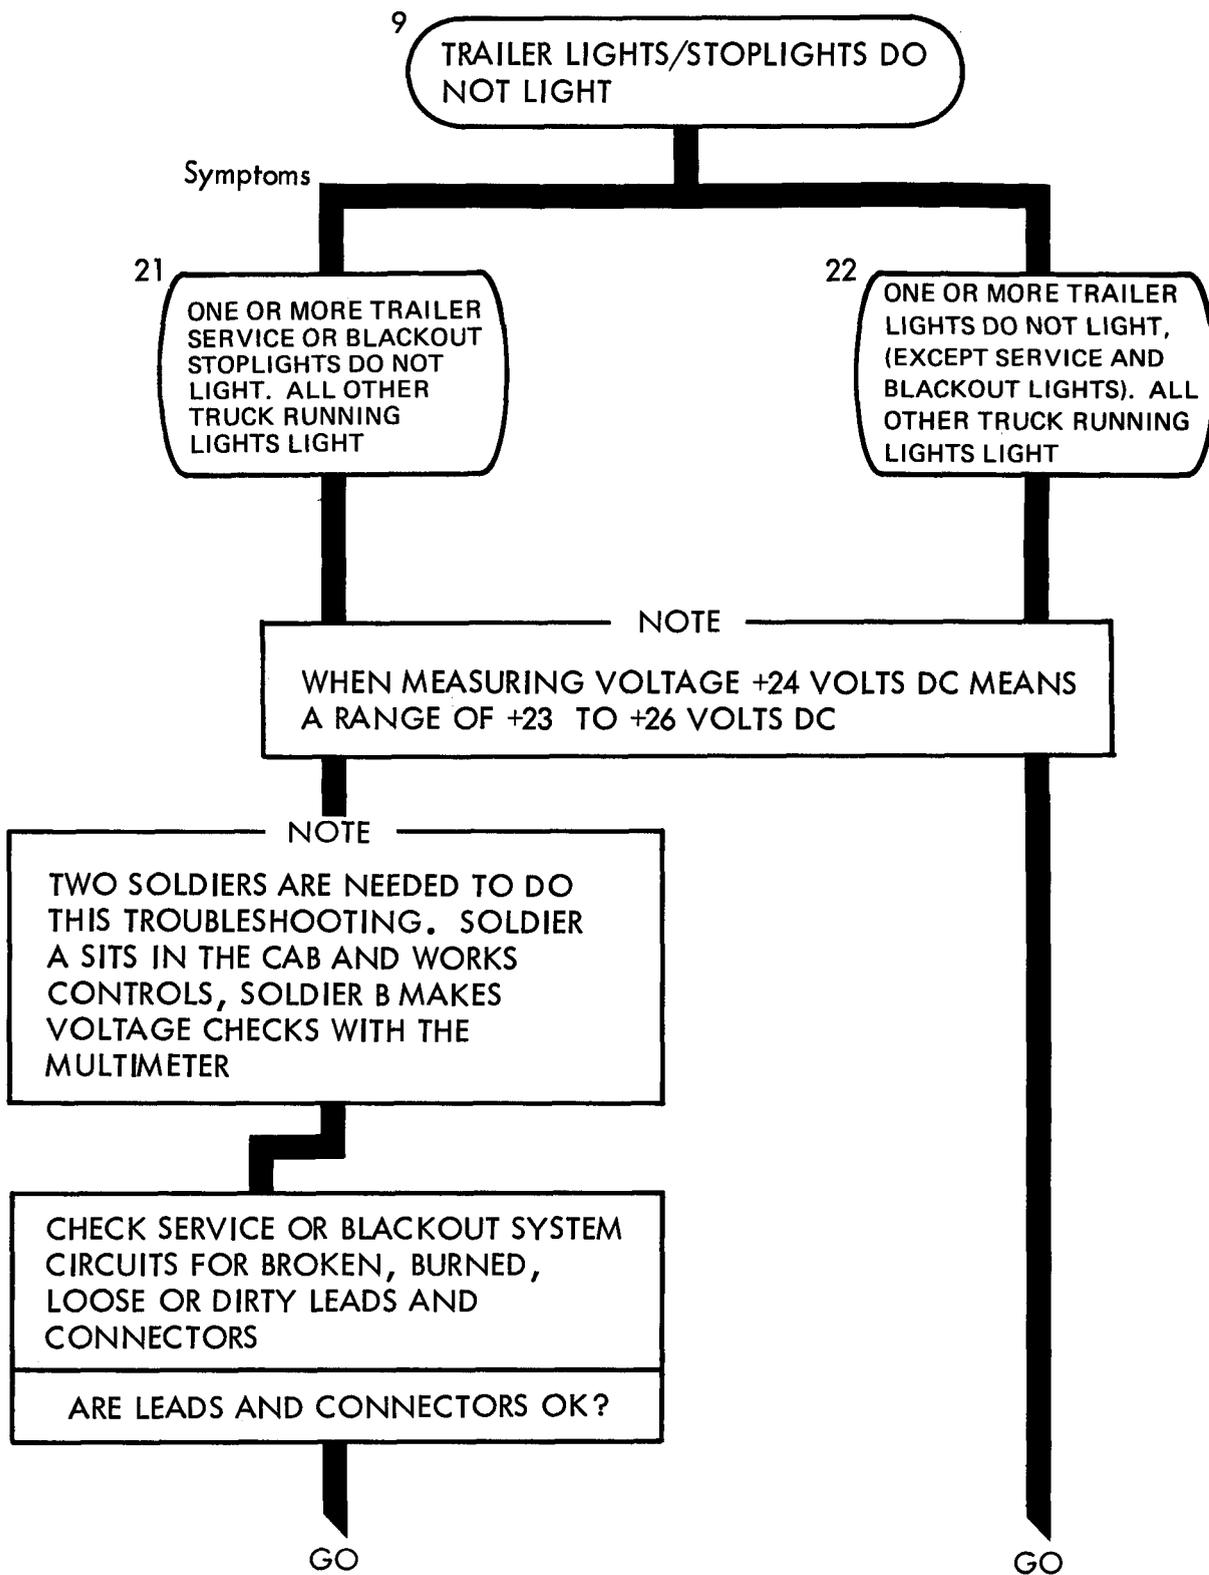 9
TRAILER LIGHTS/STOPLIGHTS DO
NOT LIGHT
Symptoms
21
ONE OR MORE TRAILER
SERVICE OR BLACKOUT
STOPLIGHTS DO NOT
LIGHT. ALL OTHER
TRUCK RUNNING
LIGHTS LIGHT
22
ONE OR MORE TRAILER
LIGHTS DO NOT LIGHT,
(EXCEPT SERVICE AND
BLACKOUT LIGHTS). ALL
OTHER TRUCK RUNNING
LIGHTS LIGHT
NOTE
WHEN MEASURING VOLTAGE +24 VOLTS DC MEANS
A RANGE OF +23 TO +26 VOLTS DC
NOTE
TWO SOLDIERS ARE NEEDED TO DO
THIS TROUBLESHOOTING. SOLDIER
A SITS IN THE CAB AND WORKS
CONTROLS, SOLDIER B MAKES
VOLTAGE CHECKS WITH THE
MULTIMETER
CHECK SERVICE OR BLACKOUT SYSTEM
CIRCUITS FOR BROKEN, BURNED,
LOOSE OR DIRTY LEADS AND
CONNECTORS
ARE LEADS AND CONNECTORS OK?
GO
GO